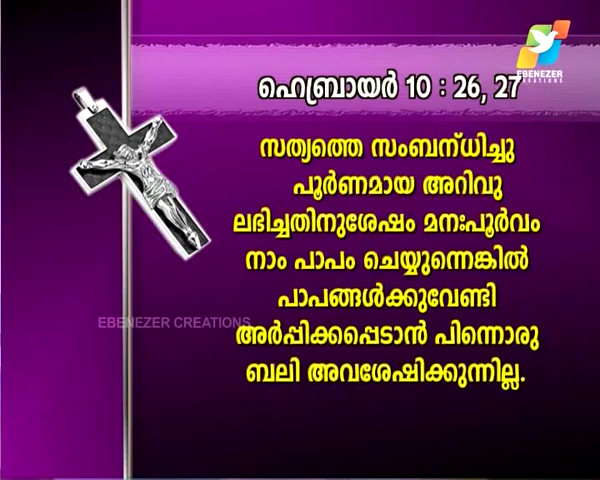 EBENEZER
CREATIONS
ഹെബ്രായർ 10 : 26, 27
സത്യത്തെ സംബന്ധിച്ചു
പൂർണമായ അറിവു
ലഭിച്ചതിനുശേഷം മനഃപൂർവം
നാം പാപം ചെയ്യുന്നെങ്കിൽ
പാപങ്ങൾക്കുവേണ്ടി
EBENEZER CREATIONS
അർപ്പിക്കപ്പെടാൻ പിന്നൊരു
ബലി അവശേഷിക്കുന്നില്ല.